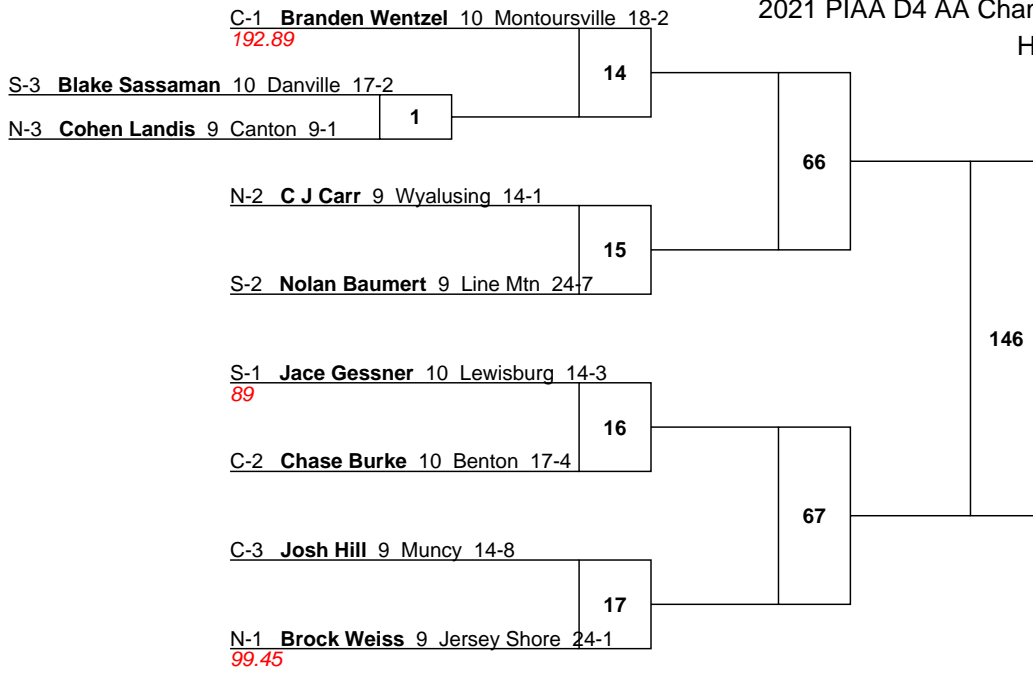 C-1 Branden Wentzel 10 Montoursville 18-2
2021 PIAA D4 AA Cha
192.89
H
14
S-3 Blake Sassaman 10 Danville 17-2
1
N-3 Cohen Landis 9 Canton 9-1
66
N-2 C J Carr 9 Wyalusing 14-1
15
S-2 Nolan Baumert 9 Line Mtn 24-7
146
S-1 Jace Gessner 10 Lewisburg 14-3
89
16
C-2 Chase Burke 10 Benton 17-4
67
C-3 Josh Hill 9 Muncy 14-8
17
N-1 Brock Weiss 9 Jersey Shore 24-1
99.45